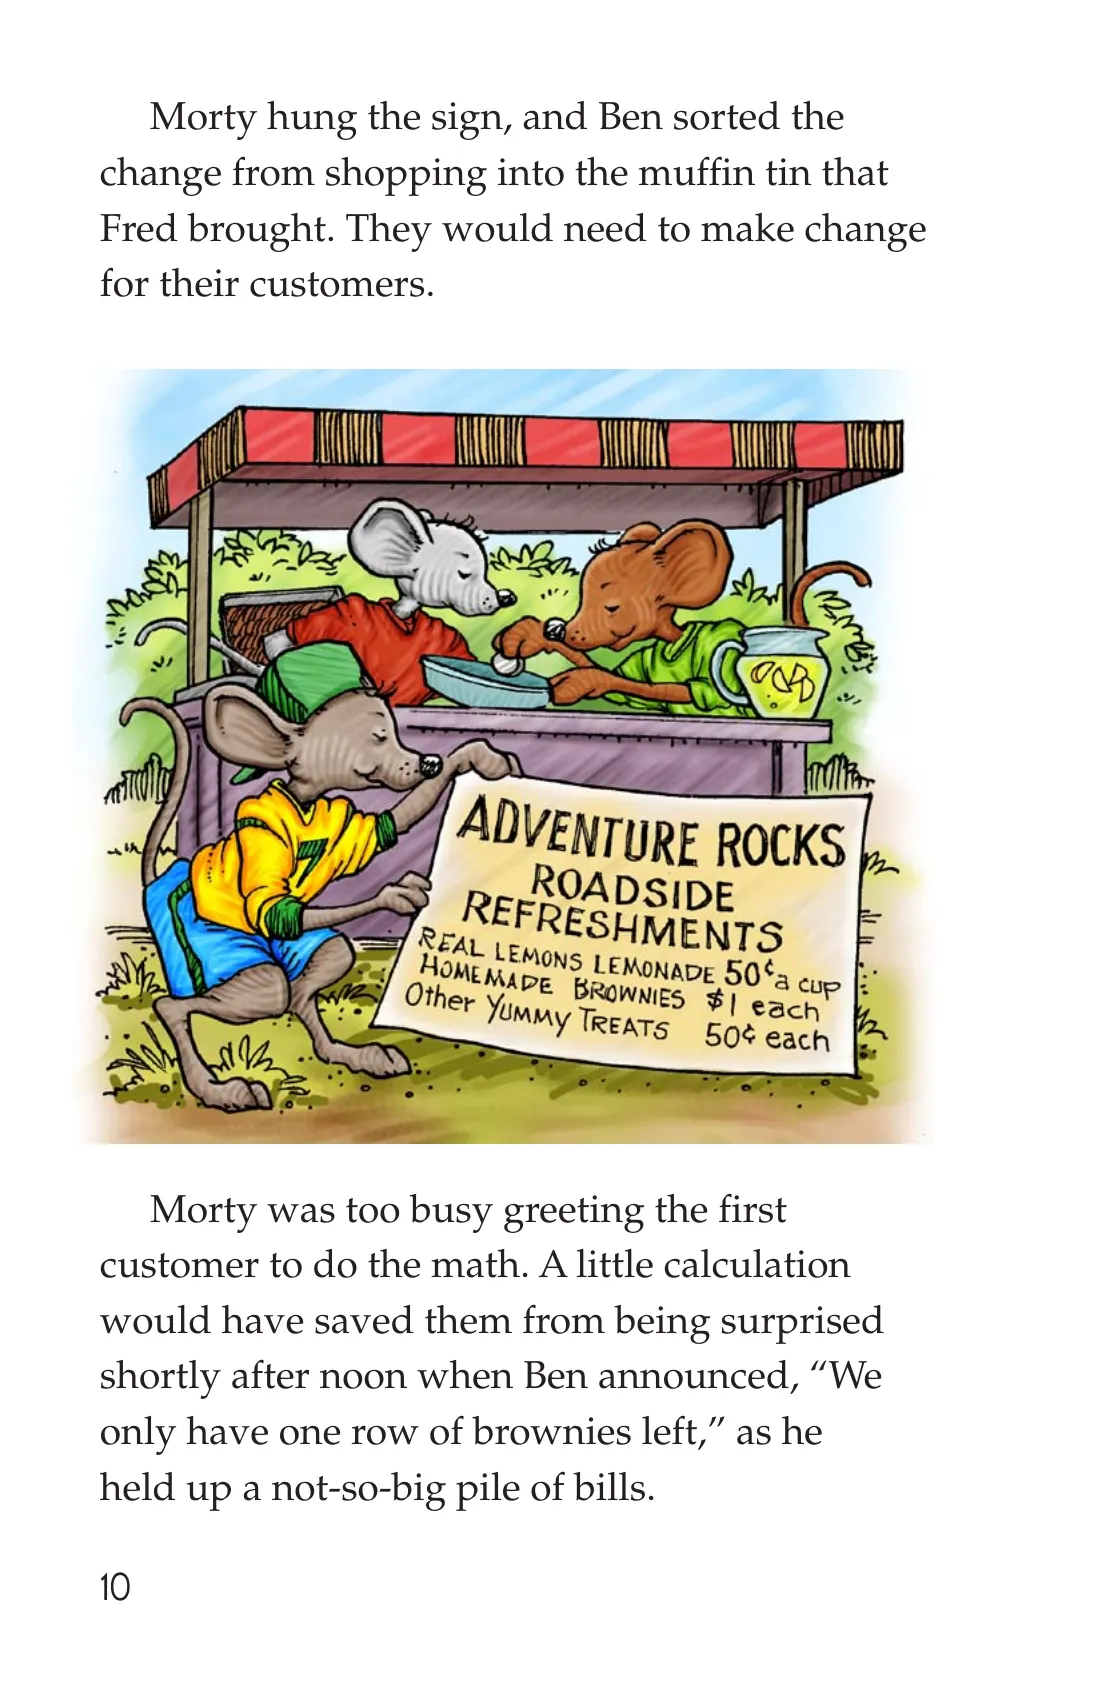 Morty hung the sign, and Ben sorted the
change from shopping into the muffin tin that
Fred brought. They would need to make change
for their customers.
7
ADVENTURE ROCKS
ROADSIDE
REFRESHMENTS
REAL LEMONS LEMONADE 50¢ a cup
HOMEMADE BROWNIES $1 each
Other YUMMY TREATS 50¢ each
Morty was too busy greeting the first
customer to do the math. A little calculation
would have saved them from being surprised
shortly after noon when Ben announced, “We
only have one row of brownies left,” as he
held up a not-so-big pile of bills.
10